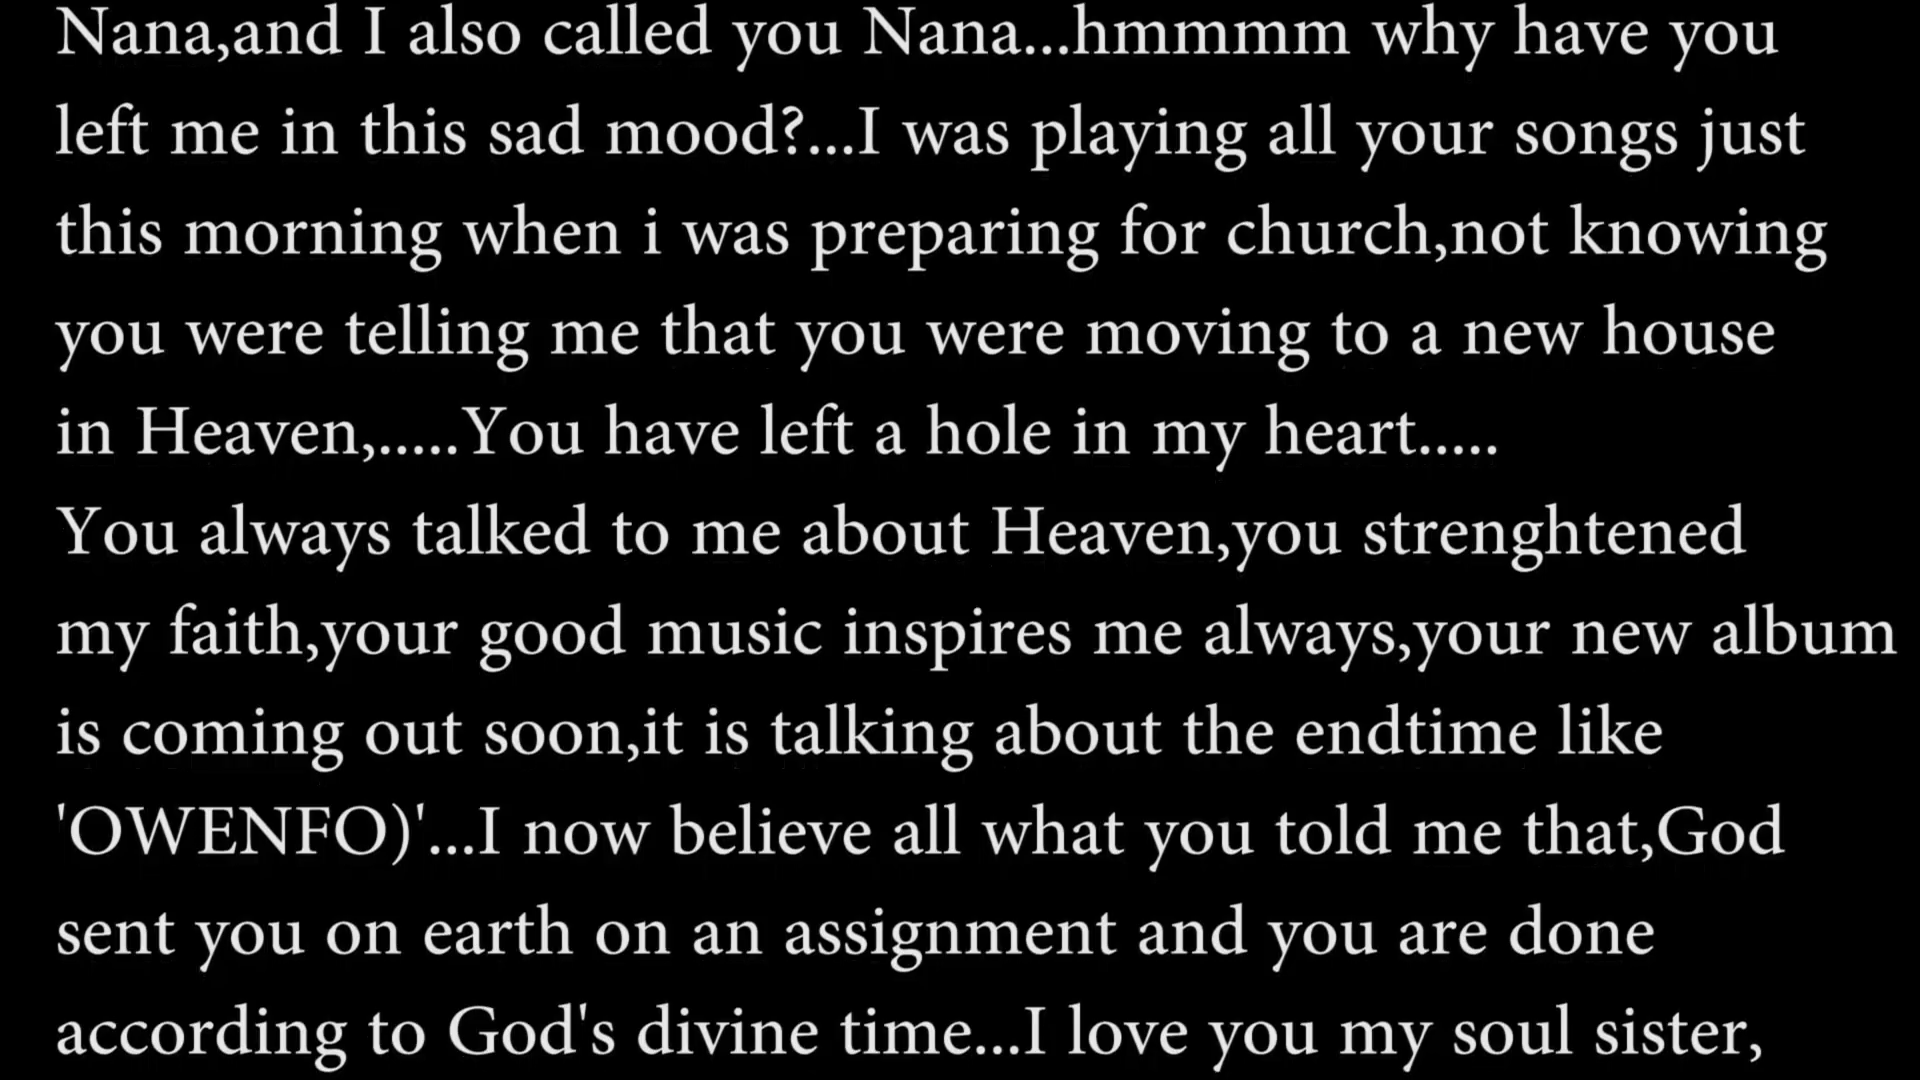 Nana,and I also called you Nana...hmmmm why have you
left me in this sad mood?...I was playing all your songs just
this morning when i was preparing for church,not knowing
you were telling me that you were moving to a new house
in Heaven,.....You have left a hole in my heart.....
You always talked to me about Heaven,you strenghtened
my faith,your good music inspires me always,your new album
is coming out soon,it is talking about the endtime like
'OWENFO)'...I now believe all what you told me that,God
sent you on earth on an assignment and you are done
according to God's divine time...I love you my soul sister,